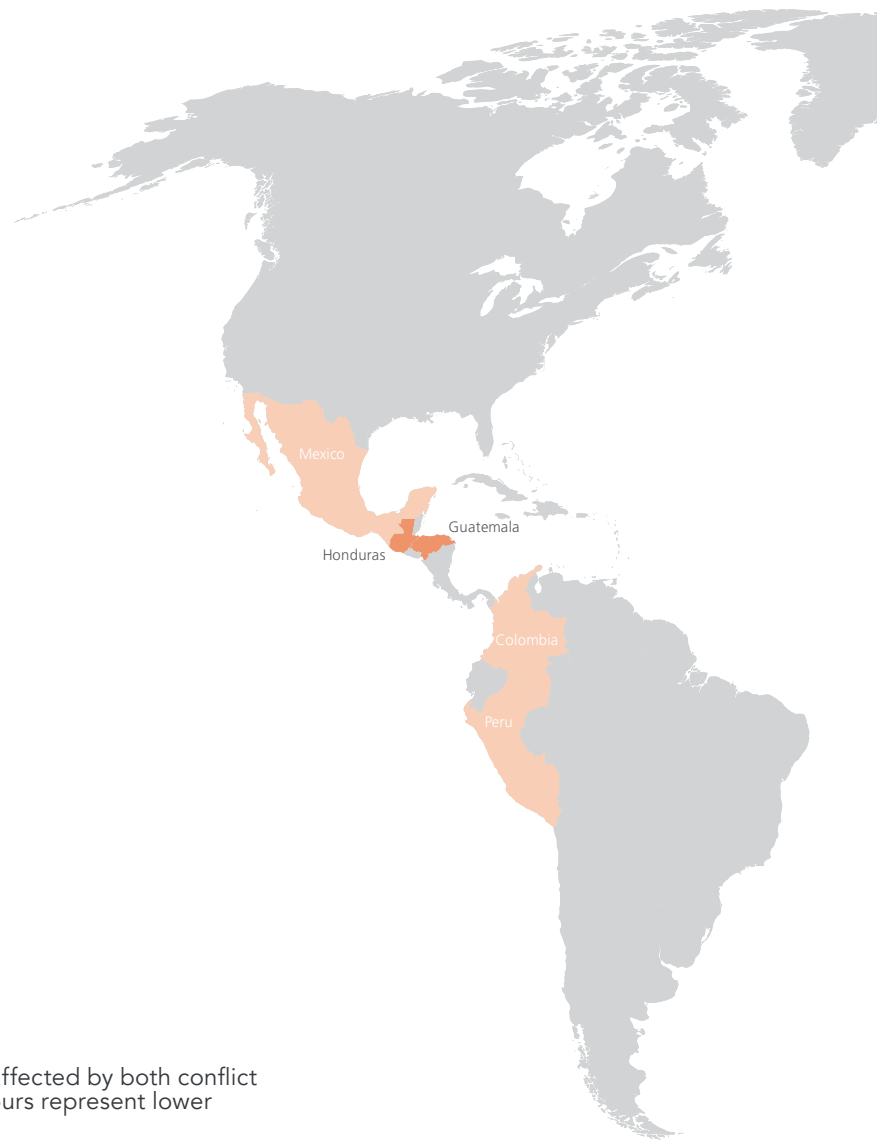 Mexico
Guatemala
Honduras
Colombia
Peru
ffected by both conflict
urs represent lower